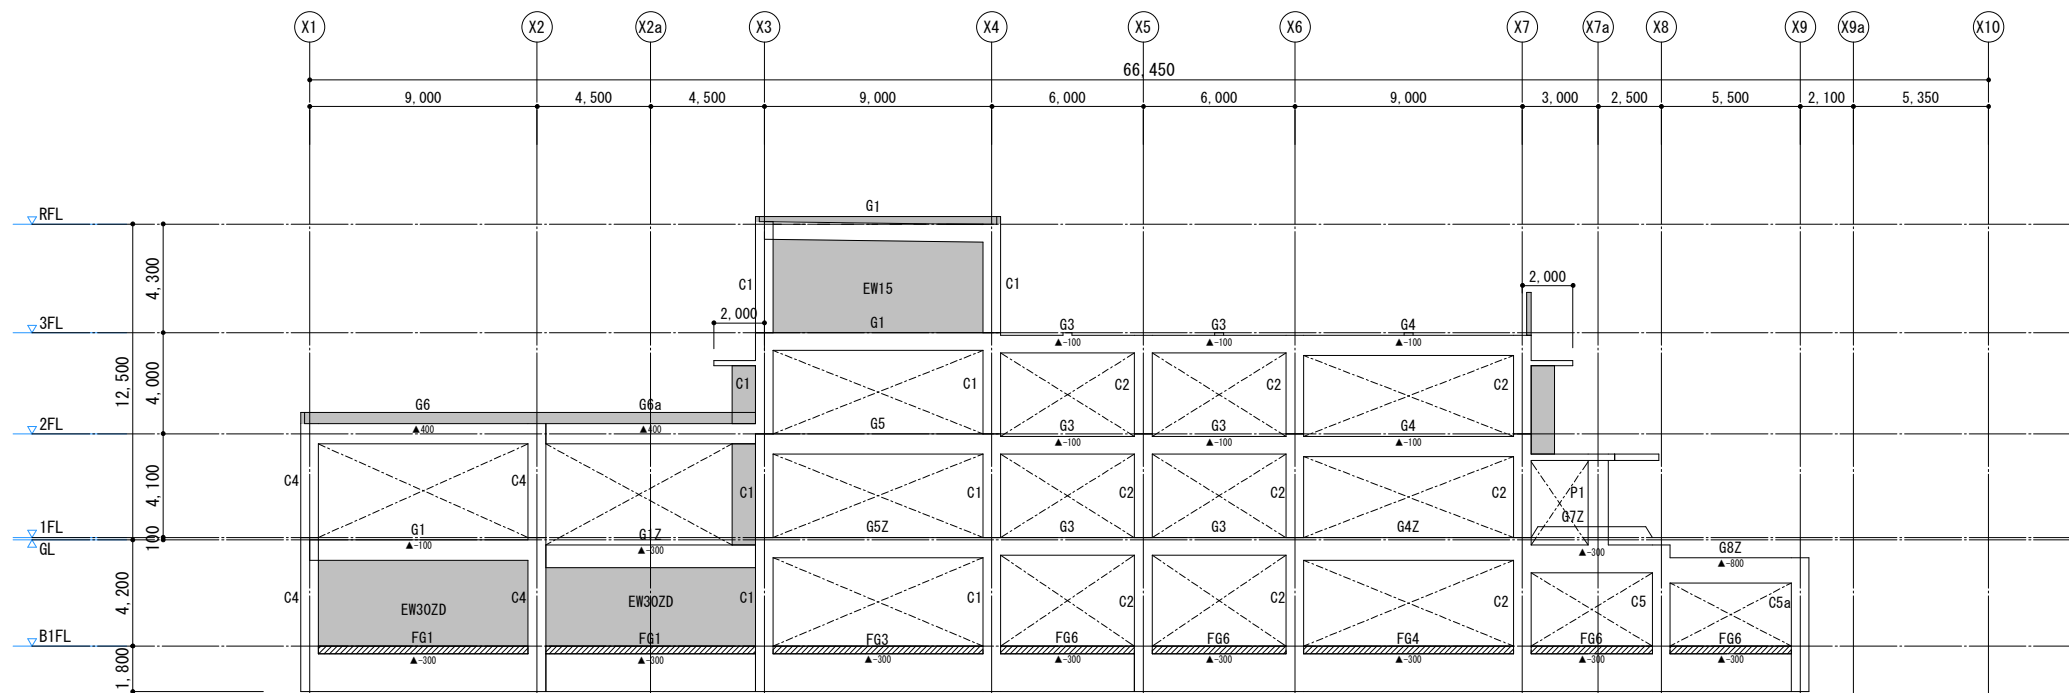 X1 X2 X2a X3 X4 X5 X6 X7 X7a X8 X9 X9a X10
66,450
9,000 4,500 4,500 9,000 6,000 6,000 9,000 3,000 2,500 5,500 2,100 5,350
G1
RFL
4,300
C1 EW15 C1
2,000
2,000
3FL
G1 G3 G3 G4
▲-100 ▲-100 ▲-100
12,500
4,000
C1 C1 C2 C2 C2
G6 G6a
G5 G3 G3 G4
2FL
▲400 ▲400 ▲-100 ▲-100 ▲-100
4,100
C4 C4 C1 C1 C2 C2 C2 P1
G7Z
1FL
G1 G1Z G5Z G3 G3 G4Z
100
GL
▲-100 ▲-300 ▲-300
G8Z
▲-800
4,200
C4 EW30ZD C4 EW30ZD C1 C1 C2 C2 C2 C5 C5a
B1FL
FG1 FG1 FG3 FG6 FG6 FG4 FG6 FG6
▲-300 ▲-300 ▲-300 ▲-300 ▲-300 ▲-300 ▲-300 ▲-300
1,800